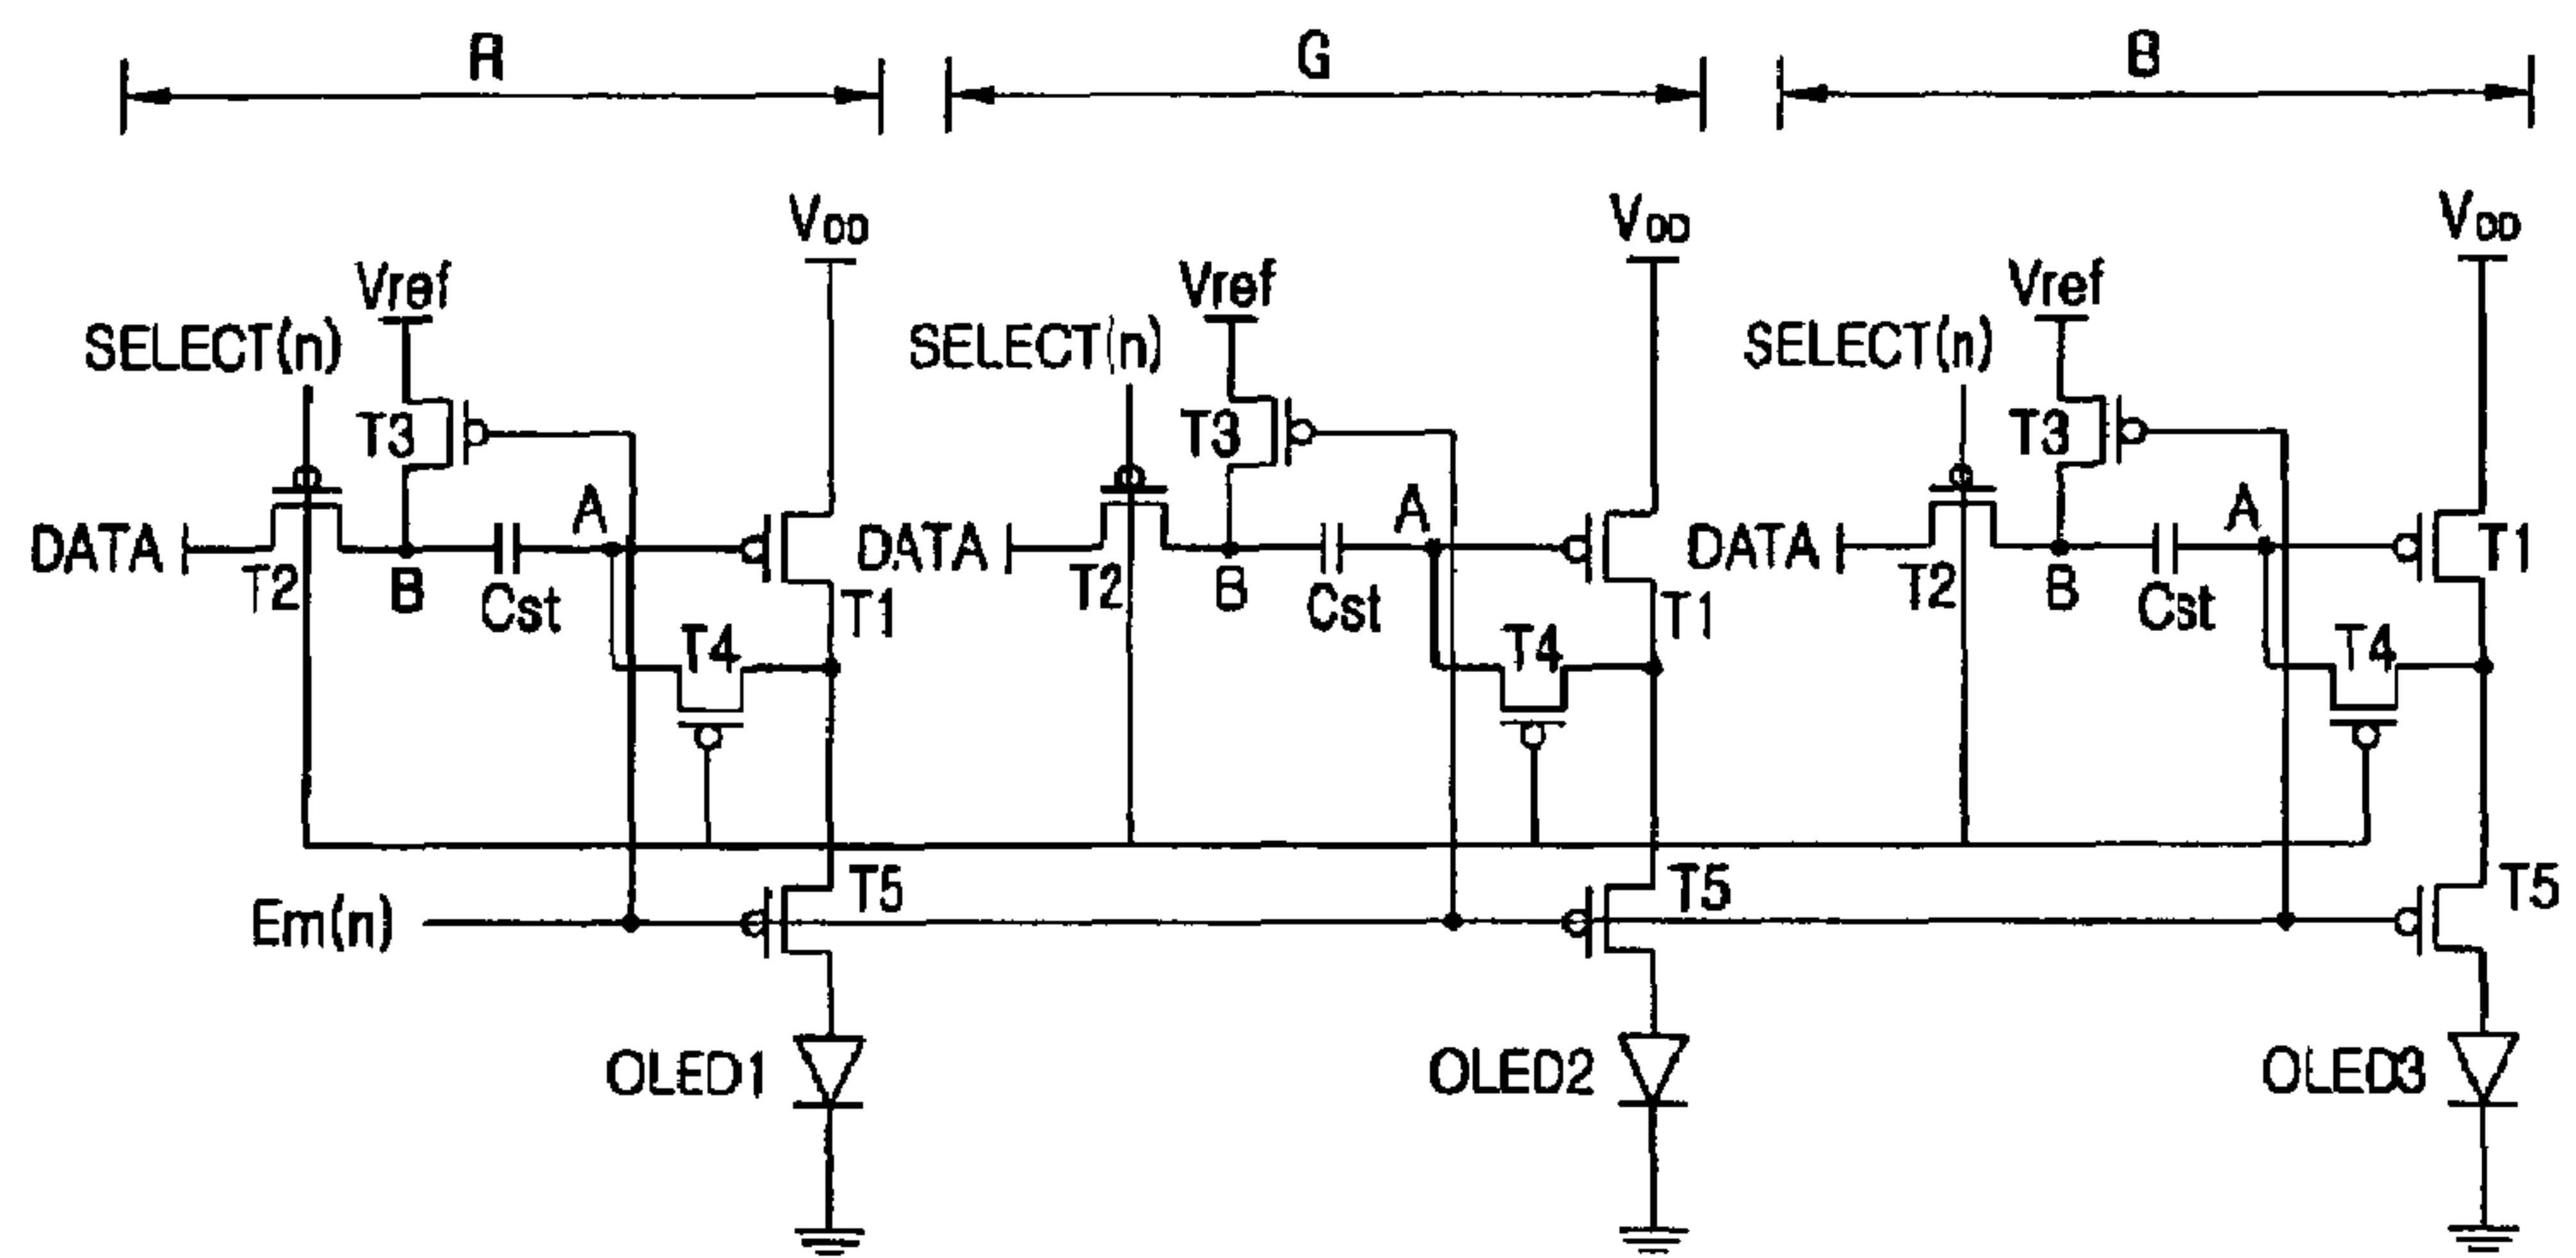 R G B
VDD VDD VDD
Vref Vref Vref
SELECT(n) SELECT(n) SELECT(n)
T3 T3 T3
A A A
DATA DATA DATA
T2 B Cst T1 T2 B Cst T1 T2 B Cst T1
T4 T4 T4
T5 T5 T5
Em(n)
OLED1 OLED2 OLED3